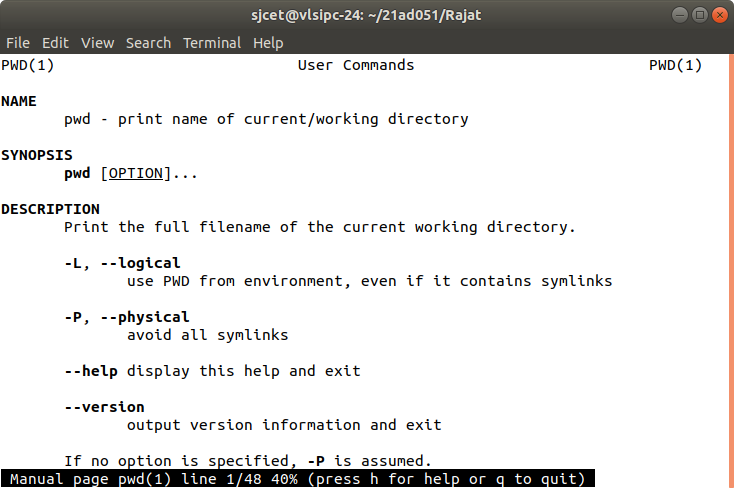 sjcet@vlsipc-24: ~/21ad051/Rajat
File Edit View Search Terminal Help
PWD(1) User Commands PWD(1)
NAME
pwd - print name of current/working directory
SYNOPSIS
pwd [OPTION]...
DESCRIPTION
Print the full filename of the current working directory.
-L, --logical
use PWD from environment, even if it contains symlinks
-P, --physical
avoid all symlinks
--help display this help and exit
--version
output version information and exit
If no option is specified, -P is assumed.
Manual page pwd(1) line 1/48 40% (press h for help or q to quit)